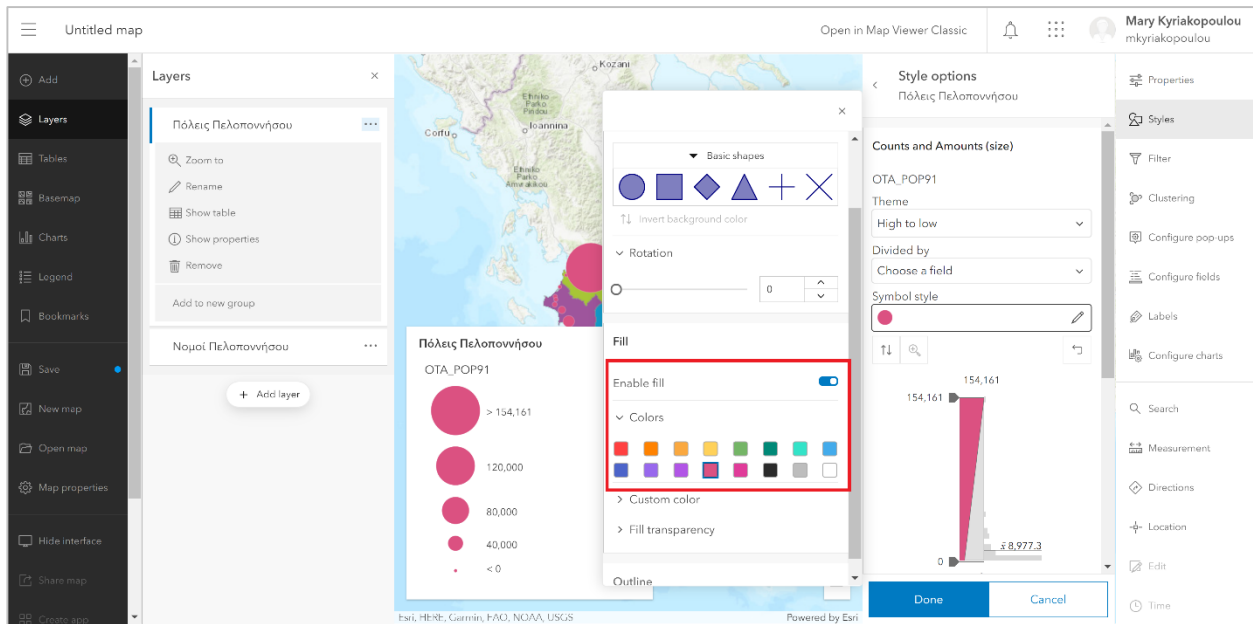 Untitled map
Open in Map Viewer Classic
Mary Kyriakopoulou
mkyriakopoulou
Add
Layers
Tables
Basemap
Charts
Legend
Bookmarks
Save
New map
Open map
Map properties
Hide interface
Share map
Create app
Layers
Πόλεις Πελοποννήσου
Zoom to
Rename
Show table
Show properties
Remove
Add to new group
Νομοί Πελοποννήσου
+ Add layer
Kozani
Ethniko
Parko
Pindou
Ioannina
Corfu
Ethniko
Parko
Πόλεις Πελοποννήσου
OTA_POP91
> 154,161
120,000
80,000
40,000
< 0
Esri, HERE, Garmin, FAO, NOAA, USGS
Powered by Esri
Basic shapes
Invert background color
Rotation
0
Fill
Enable fill
Colors
Custom color
Fill transparency
Outline
Style options
Πόλεις Πελοποννήσου
Counts and Amounts (size)
OTA_POP91
Theme
High to low
Divided by
Choose a field
Symbol style
154,161
154,161
x̄ 8,977.3
0
Done
Cancel
Properties
Styles
Filter
Clustering
Configure pop-ups
Configure fields
Labels
Configure charts
Search
Measurement
Directions
Location
Edit
Time